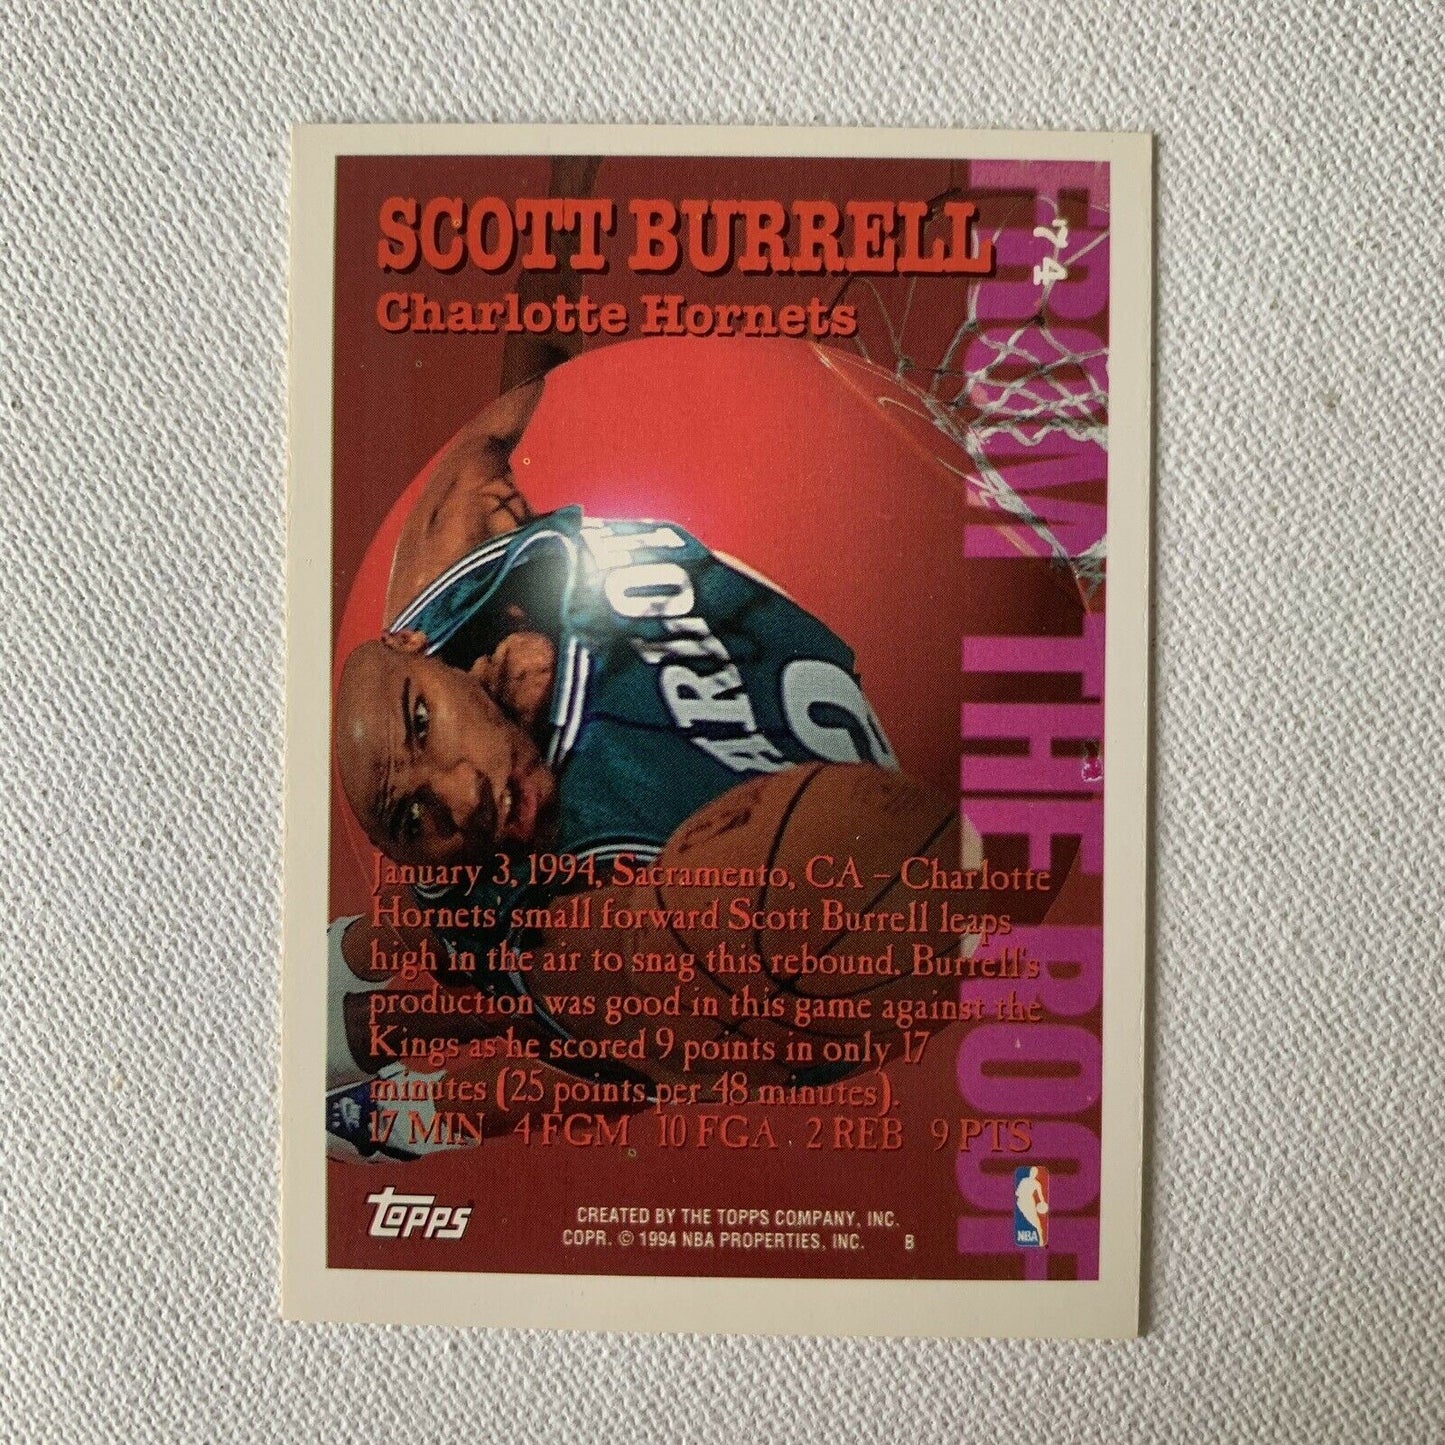 SCOTT BURRELL
Charlotte Hornets
74
FROM THE ROOF
January 3, 1994, Sacramento, CA – Charlotte
Hornets small forward Scott Burrell leaps
high in the air to snag this rebound. Burrell's
production was good in this game against the
Kings as he scored 9 points in only 17
minutes (25 points per 48 minutes).
17 MIN 4 FGM 10 FGA 2 REB 9 PTS
TOPPS
CREATED BY THE TOPPS COMPANY, INC.
COPR. © 1994 NBA PROPERTIES, INC. B
NBA